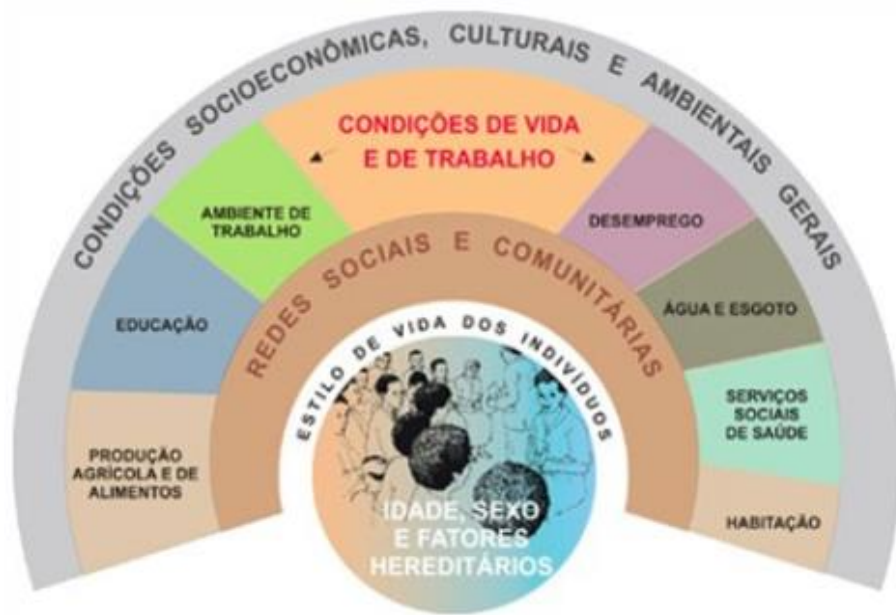 CONDIÇÕES SOCIOECONÔMICAS, CULTURAIS E AMBIENTAIS GERAIS
CONDIÇÕES DE VIDA
E DE TRABALHO
AMBIENTE DE
TRABALHO
DESEMPREGO
EDUCAÇÃO
ÁGUA E ESGOTO
PRODUÇÃO
AGRÍCOLA E DE
ALIMENTOS
SERVIÇOS
SOCIAIS
DE SAÚDE
HABITAÇÃO
REDES SOCIAIS E COMUNITÁRIAS
ESTILO DE VIDA DOS INDIVÍDUOS
IDADE, SEXO
E FATORES
HEREDITÁRIOS